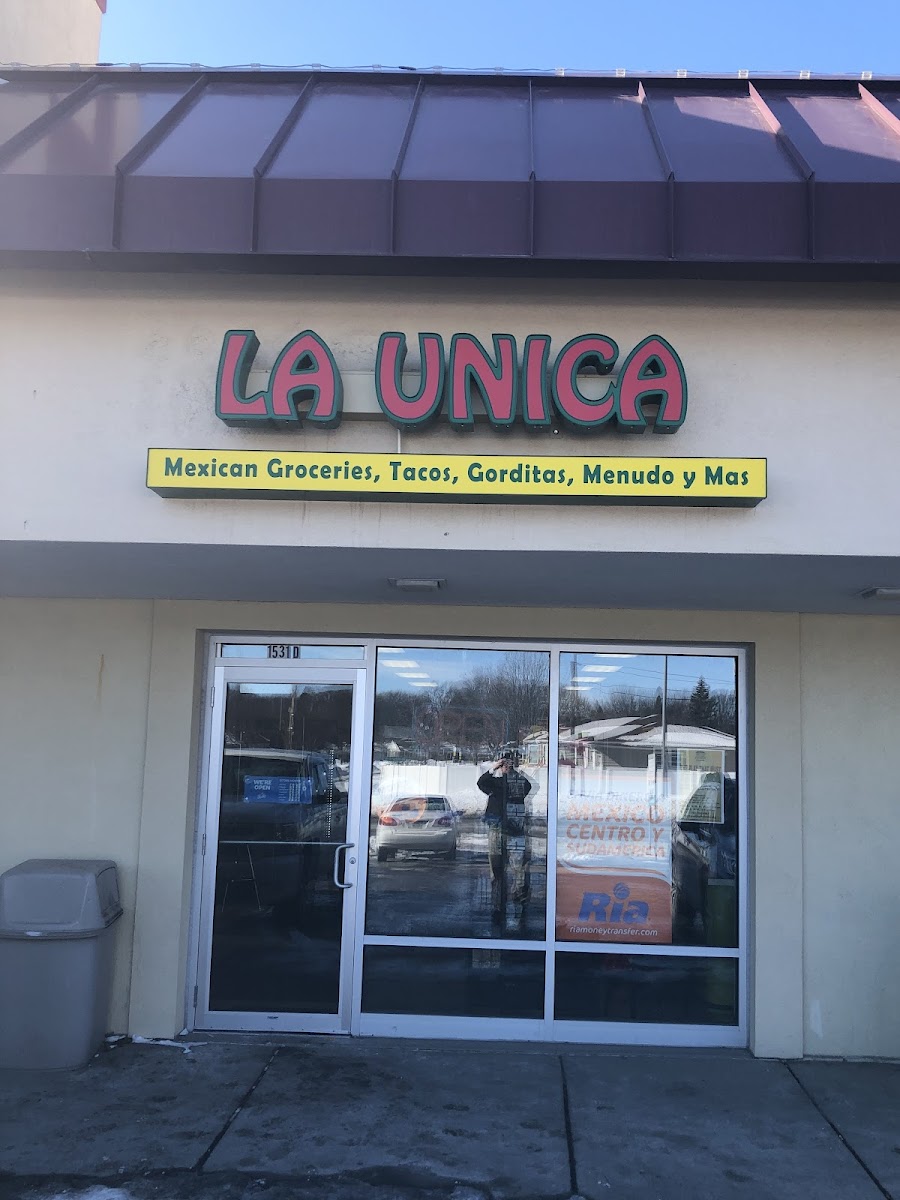 LA UNICA
Mexican Groceries, Tacos, Gorditas, Menudo y Mas
1531 D
WE'RE
OPEN
MEXICO
CENTRO Y
SUDAMERICA
Ria
riamoneytransfer.com